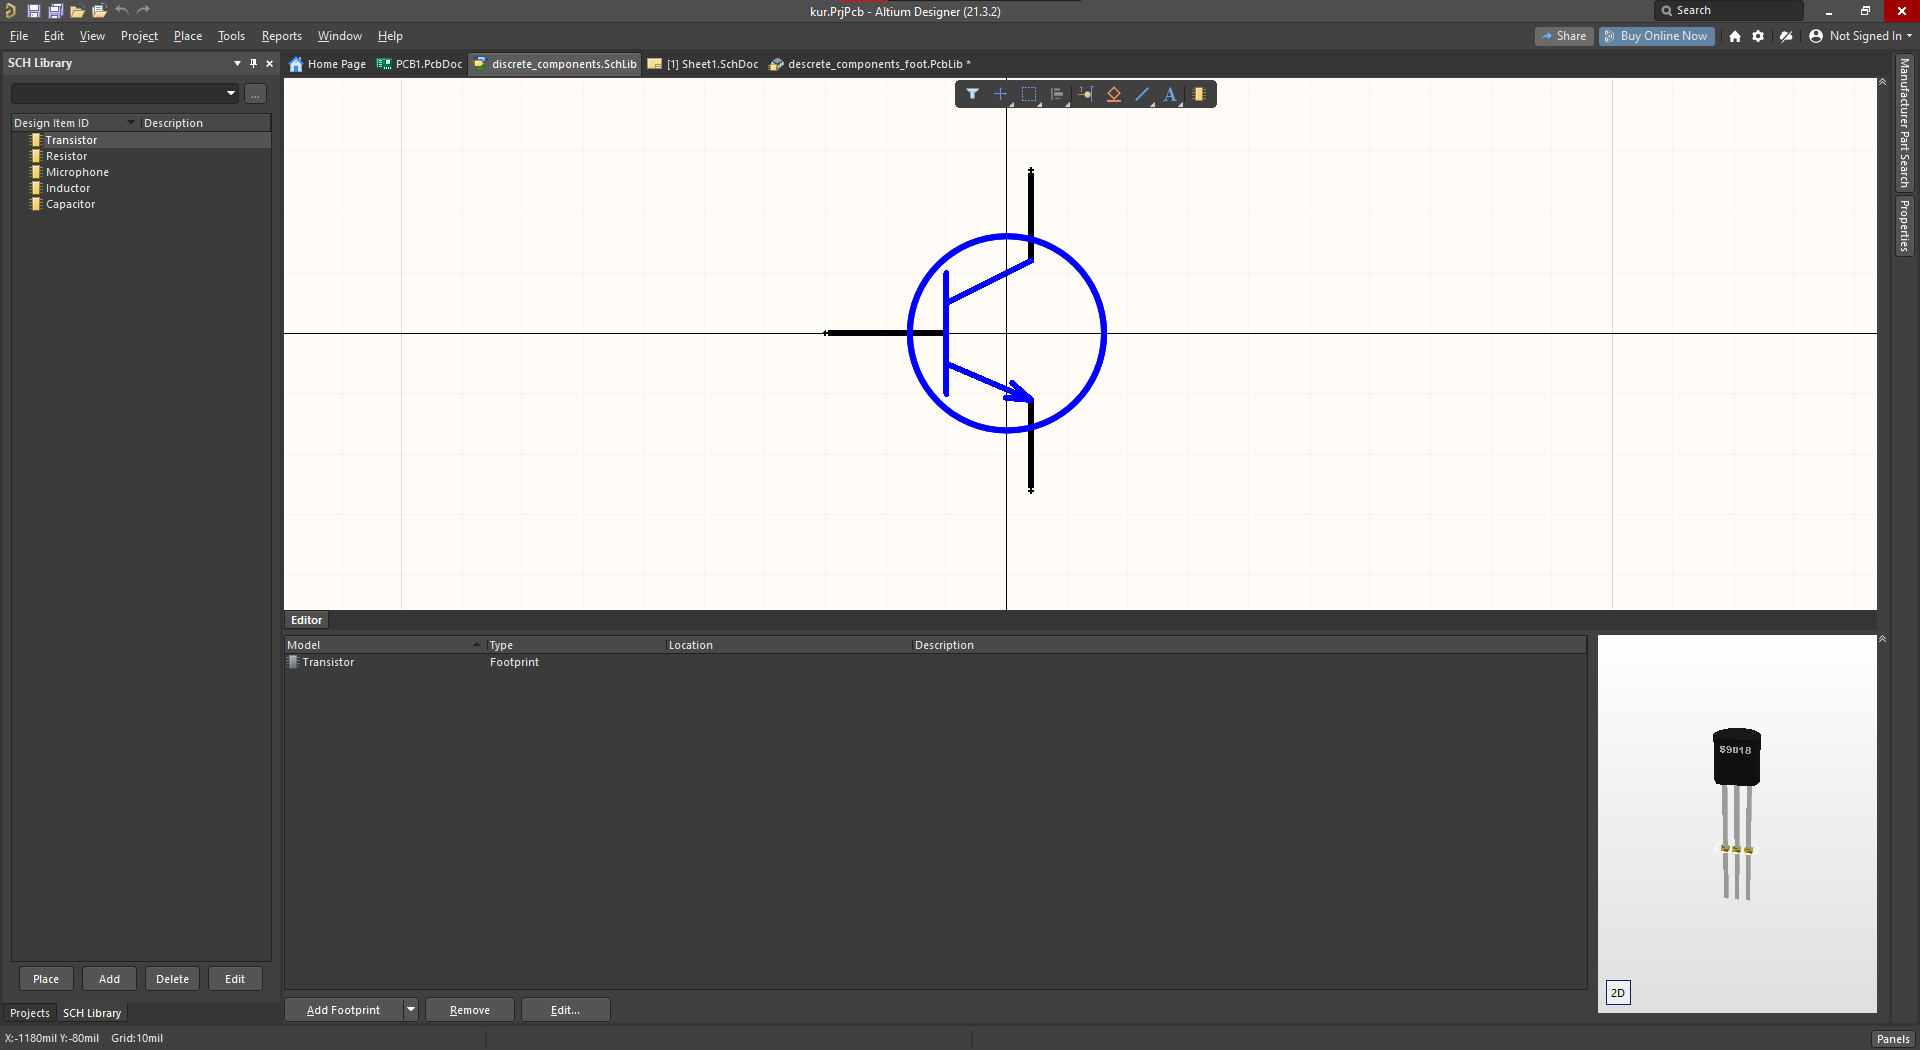 kur.PrjPcb - Altium Designer (21.3.2)
Search
File Edit View Project Place Tools Reports Window Help
Share Buy Online Now Not Signed In
SCH Library
Home Page PCB1.PcbDoc discrete_components.SchLib [1] Sheet1.SchDoc descrete_components_foot.PcbLib *
...
A
Design Item ID Description
Transistor
Resistor
Microphone
Inductor
Capacitor
Manufacturer Part Search
Properties
Editor
Model Type Location Description
Transistor Footprint
S9018
2D
Place Add Delete Edit
Add Footprint Remove Edit...
Projects SCH Library
X:-1180mil Y:-80mil Grid:10mil
Panels